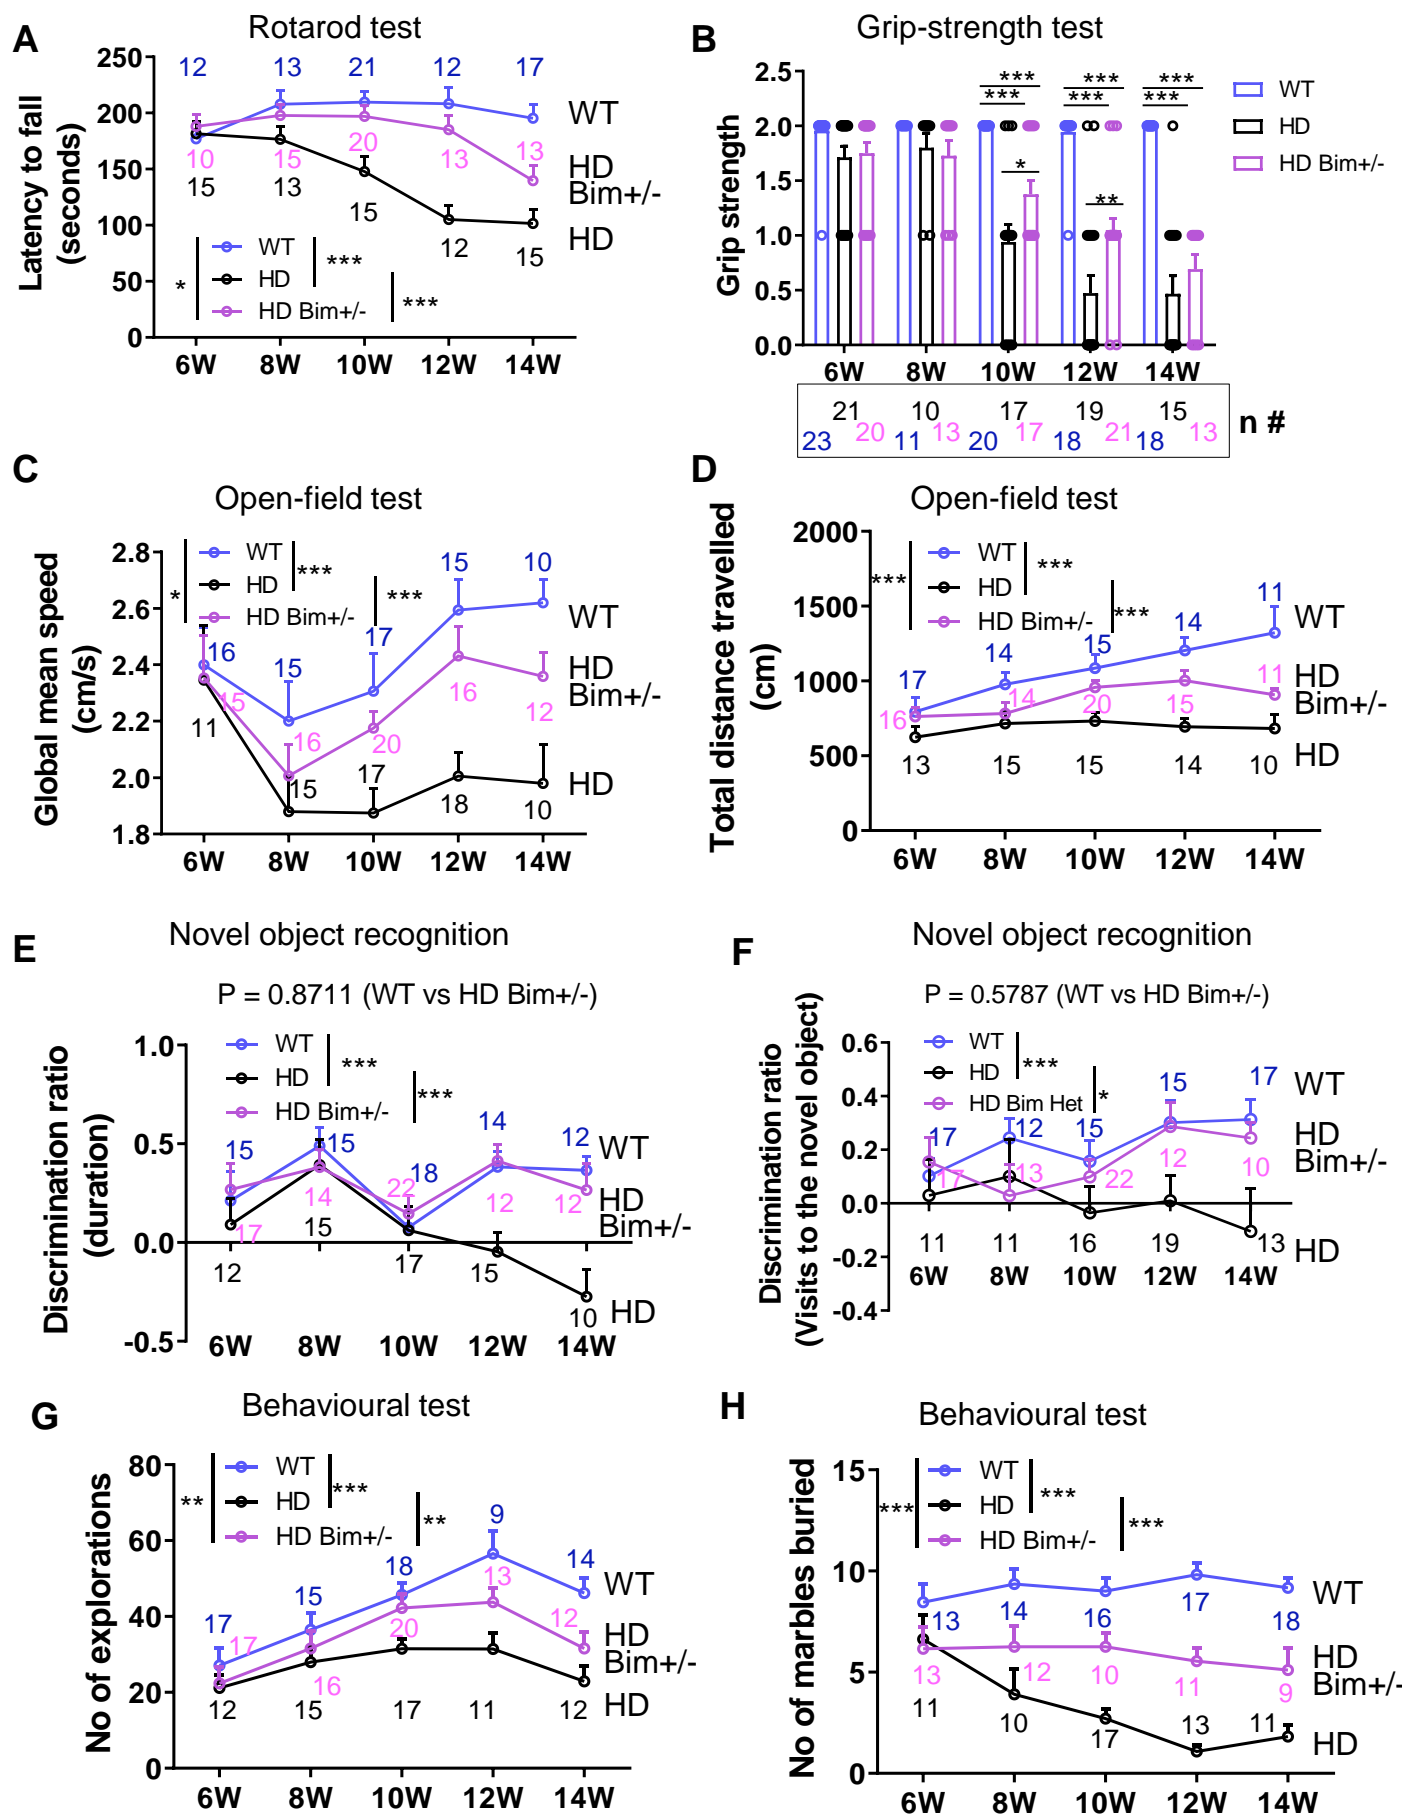 A
Rotarod test
Latency to fall
(seconds)
250
200
150
100
50
0
12 13 21 12 17
10 15 20 13 13
15 13 15 12 15
WT
HD
Bim+/-
HD
WT
HD
HD Bim+/-
* *** ***
6W 8W 10W 12W 14W
B
Grip-strength test
Grip strength
2.5
2.0
1.5
1.0
0.5
0.0
*** *** ***
*** *** ***
* **
WT
HD
HD Bim+/-
6W 8W 10W 12W 14W
21 10 17 19 15
23 20 11 13 20 17 18 21 18 13
n #
C
Open-field test
Global mean speed
(cm/s)
2.8
2.6
2.4
2.2
2.0
1.8
WT
HD
HD Bim+/-
* *** ***
16 15 17 15 10
15 16 20 16 12
11 15 17 18 10
WT
HD
Bim+/-
HD
6W 8W 10W 12W 14W
D
Open-field test
Total distance travelled
(cm)
2000
1500
1000
500
0
WT
HD
HD Bim+/-
*** *** ***
17 14 15 14 11
16 14 20 15 11
13 15 15 14 10
WT
HD
Bim+/-
HD
6W 8W 10W 12W 14W
E
Novel object recognition
P = 0.8711 (WT vs HD Bim+/-)
Discrimination ratio
(duration)
1.0
0.5
0.0
-0.5
WT
HD
HD Bim+/-
*** ***
15 15 18 14 12
17 14 22 12 12
12 15 17 15 10
WT
HD
Bim+/-
HD
6W 8W 10W 12W 14W
F
Novel object recognition
P = 0.5787 (WT vs HD Bim+/-)
Discrimination ratio
(Visits to the novel object)
0.6
0.4
0.2
0.0
-0.2
-0.4
WT
HD
HD Bim Het
*** *
17 12 15 15 17
17 13 22 12 10
11 11 16 19 13
WT
HD
Bim+/-
HD
6W 8W 10W 12W 14W
G
Behavioural test
No of explorations
80
60
40
20
0
WT
HD
HD Bim+/-
** *** **
17 15 18 9 14
17 16 20 13 12
12 15 17 11 12
WT
HD
Bim+/-
HD
6W 8W 10W 12W 14W
H
Behavioural test
No of marbles buried
15
10
5
0
WT
HD
HD Bim+/-
*** *** ***
13 14 16 17 18
13 12 10 11 9
11 10 17 13 11
WT
HD
Bim+/-
HD
6W 8W 10W 12W 14W